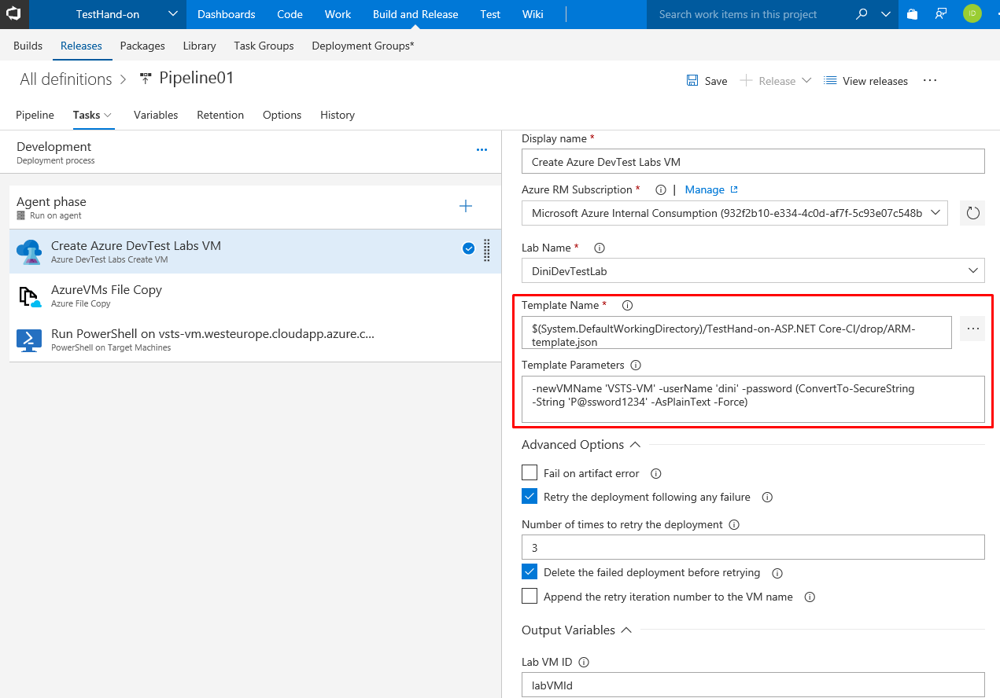 TestHand-on
Dashboards
Code
Work
Build and Release
Test
Wiki
Search work items in this project
ID
Builds
Releases
Packages
Library
Task Groups
Deployment Groups*
All definitions > Pipeline01
Save
Release
View releases
...
Pipeline
Tasks
Variables
Retention
Options
History
Development
Deployment process
...
Agent phase
Run on agent
Create Azure DevTest Labs VM
Azure DevTest Labs Create VM
AzureVMs File Copy
Azure File Copy
Run PowerShell on vsts-vm.westeurope.cloudapp.azure.c...
PowerShell on Target Machines
Display name *
Create Azure DevTest Labs VM
Azure RM Subscription * | Manage
Microsoft Azure Internal Consumption (932f2b10-e334-4c0d-af7f-5c93e07c548b
Lab Name *
DiniDevTestLab
Template Name *
$(System.DefaultWorkingDirectory)/TestHand-on-ASP.NET Core-CI/drop/ARM-
template.json
...
Template Parameters
-newVMName 'VSTS-VM' -userName 'dini' -password (ConvertTo-SecureString
-String 'P@ssword1234' -AsPlainText -Force)
Advanced Options
Fail on artifact error
Retry the deployment following any failure
Number of times to retry the deployment
3
Delete the failed deployment before retrying
Append the retry iteration number to the VM name
Output Variables
Lab VM ID
labVMId